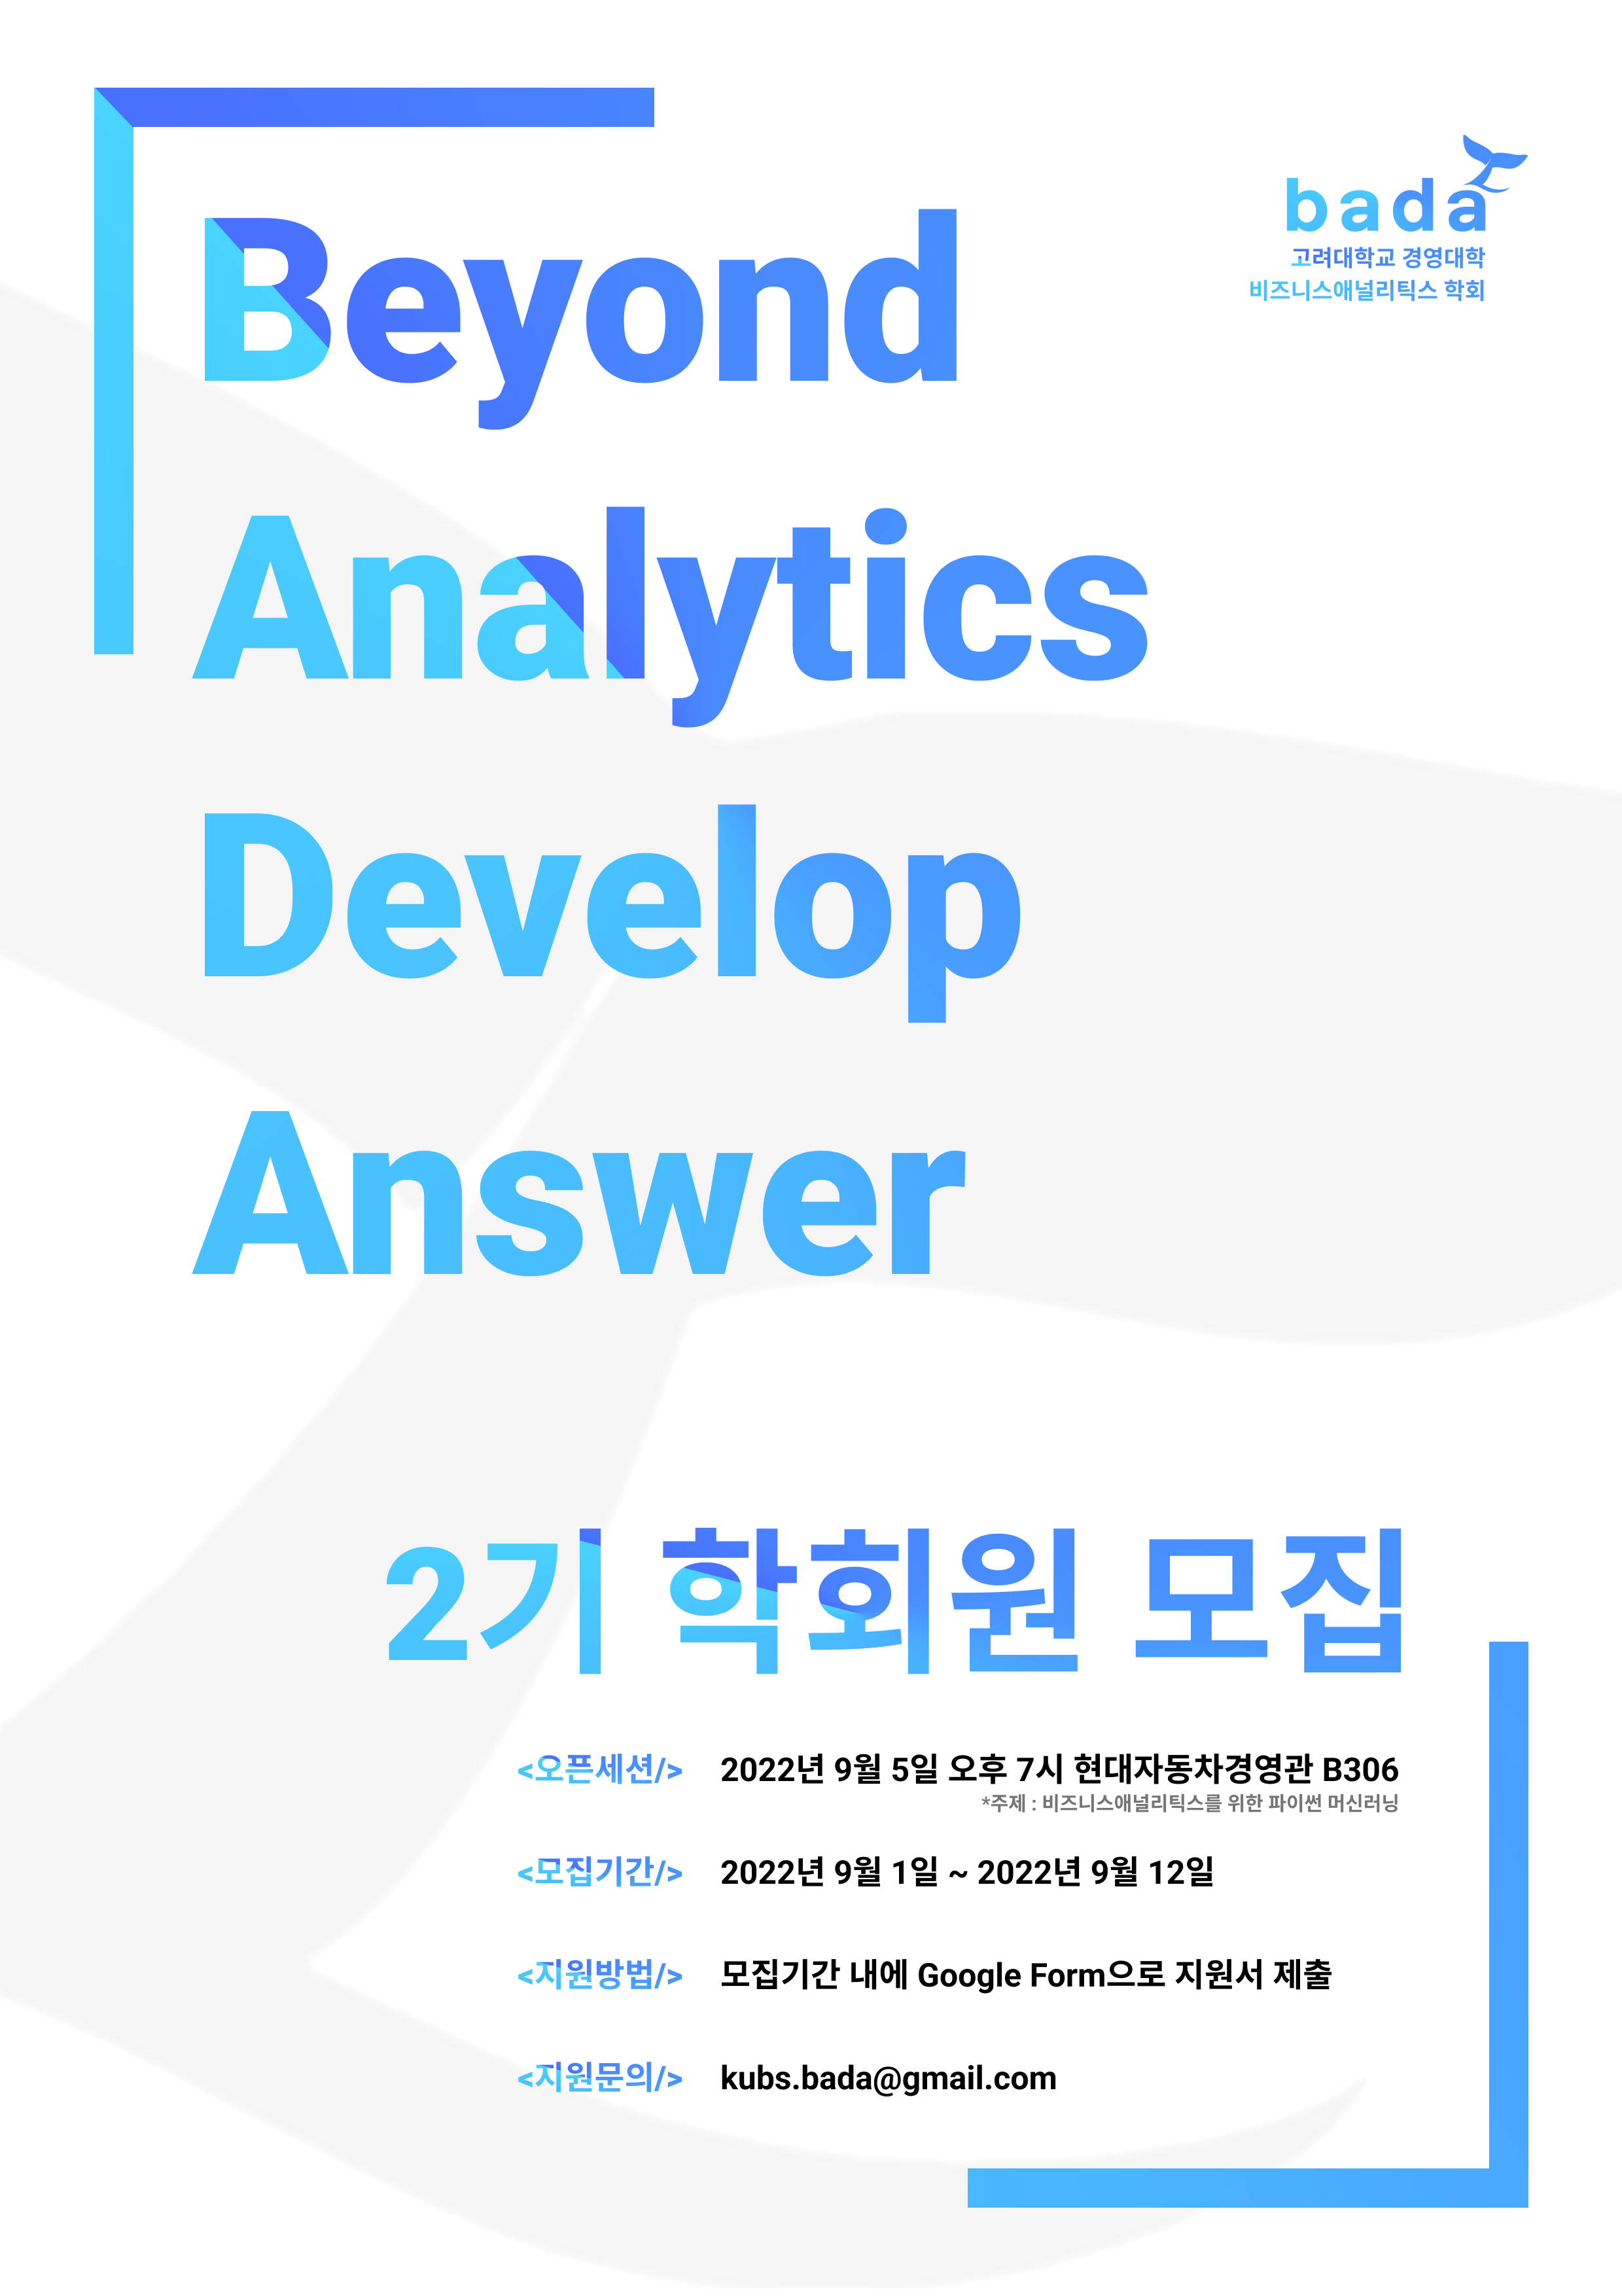 bada
고려대학교 경영대학
비즈니스애널리틱스 학회
Beyond
Analytics
Develop
Answer
2기 학회원 모집
<오픈세션/> 2022년 9월 5일 오후 7시 현대자동차경영관 B306
*주제 : 비즈니스애널리틱스를 위한 파이썬 머신러닝
<모집기간/> 2022년 9월 1일 ~ 2022년 9월 12일
<지원방법/> 모집기간 내에 Google Form으로 지원서 제출
<지원문의/> kubs.bada@gmail.com